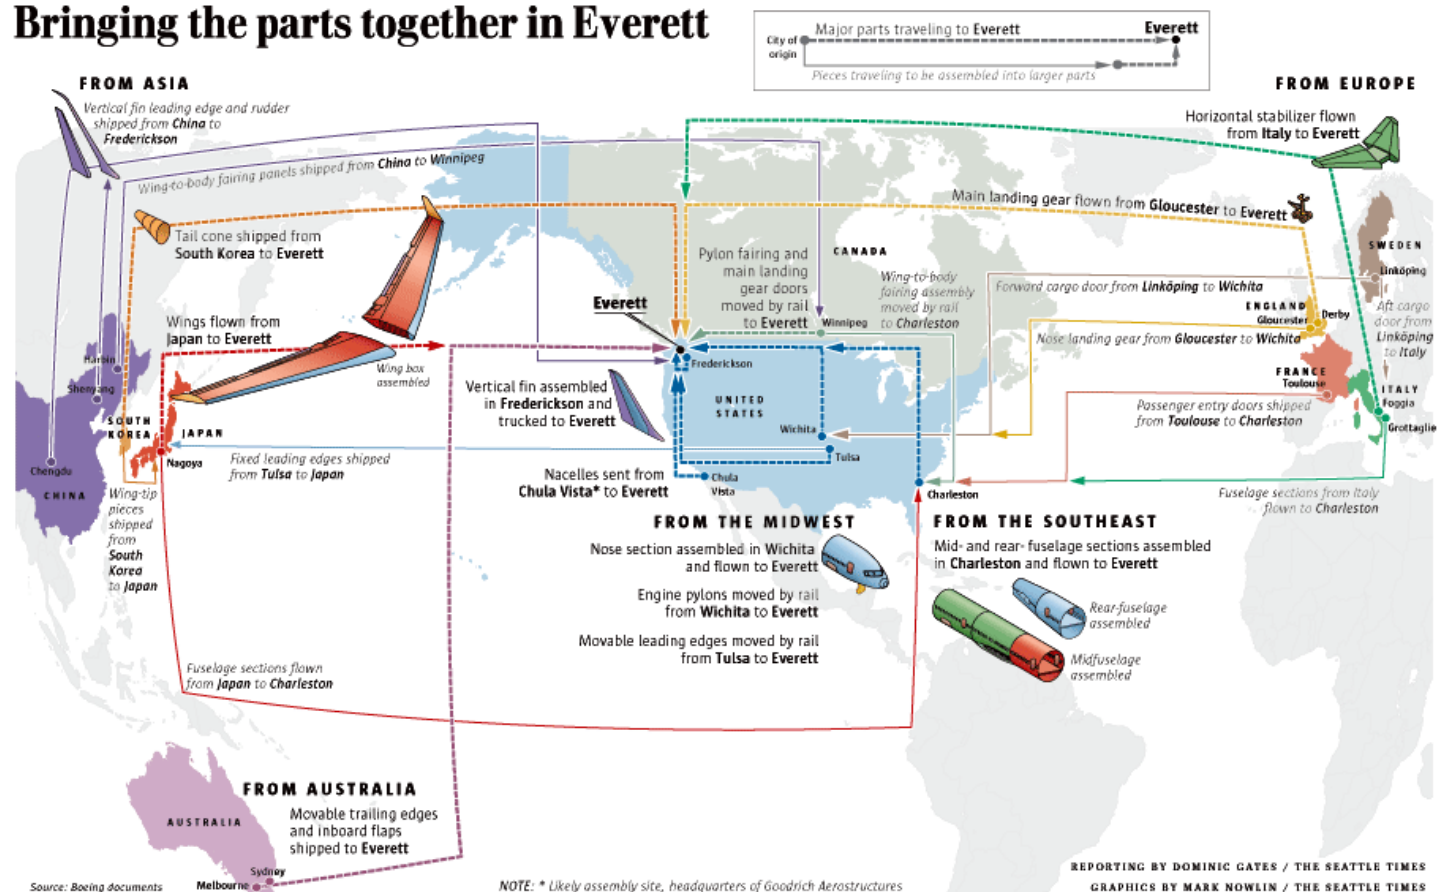 Bringing the parts together in Everett
City of
origin
Major parts traveling to Everett
Everett
Pieces traveling to be assembled into larger parts
FROM ASIA
Vertical fin leading edge and rudder
shipped from China to
Frederickson
Wing-to-body fairing panels shipped from China to Winnipeg
Tail cone shipped from
South Korea to Everett
Wings flown from
Japan to Everett
Wing box
assembled
Harbin
Shenyang
SOUTH
KOREA
JAPAN
Nagoya
Chengdu
CHINA
Fixed leading edges shipped
from Tulsa to Japan
Wing-tip
pieces
shipped
from
South
Korea
to Japan
Fuselage sections flown
from Japan to Charleston
FROM EUROPE
Horizontal stabilizer flown
from Italy to Everett
Main landing gear flown from Gloucester to Everett
SWEDEN
Linköping
Forward cargo door from Linköping to Wichita
ENGLAND
Gloucester
Derby
Nose landing gear from Gloucester to Wichita
Aft cargo
door from
Linköping
to Italy
FRANCE
Toulouse
ITALY
Foggia
Grottaglie
Passenger entry doors shipped
from Toulouse to Charleston
Fuselage sections from Italy
flown to Charleston
CANADA
Pylon fairing and
main landing
gear doors
moved by rail
to Everett
Wing-to-body
fairing assembly
moved by rail
to Charleston
Winnipeg
Everett
Frederickson
UNITED
STATES
Vertical fin assembled
in Frederickson and
trucked to Everett
Wichita
Tulsa
Chula
Vista
Charleston
Nacelles sent from
Chula Vista* to Everett
FROM THE MIDWEST
Nose section assembled in Wichita
and flown to Everett
Engine pylons moved by rail
from Wichita to Everett
Movable leading edges moved by rail
from Tulsa to Everett
FROM THE SOUTHEAST
Mid- and rear- fuselage sections assembled
in Charleston and flown to Everett
Rear-fuselage
assembled
Midfuselage
assembled
FROM AUSTRALIA
Movable trailing edges
and inboard flaps
shipped to Everett
AUSTRALIA
Sydney
Melbourne
Source: Boeing documents
NOTE: * Likely assembly site, headquarters of Goodrich Aerostructures
REPORTING BY DOMINIC GATES / THE SEATTLE TIMES
GRAPHICS BY MARK NOWLIN / THE SEATTLE TIMES